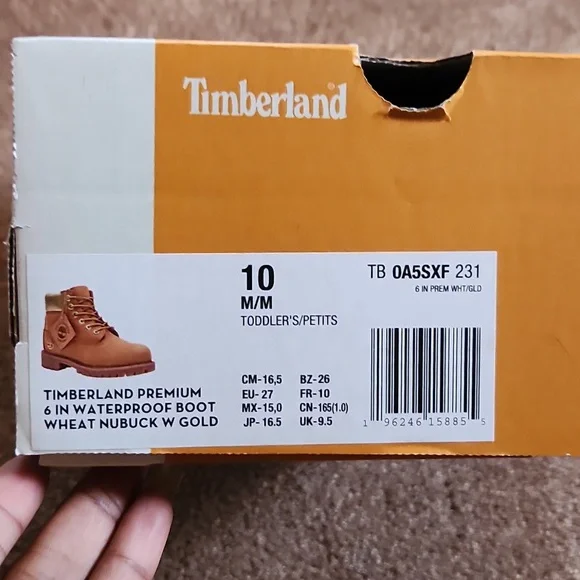 Timberland
10
M/M
TODDLER'S/PETITS
TB 0A5SXF 231
6 IN PREM WHT/GLD
TIMBERLAND PREMIUM
6 IN WATERPROOF BOOT
WHEAT NUBUCK W GOLD
CM-16,5 BZ-26
EU- 27 FR-10
MX-15,0 CN-165(1.0)
JP- 16.5 UK-9.5
1 96246 15885 5